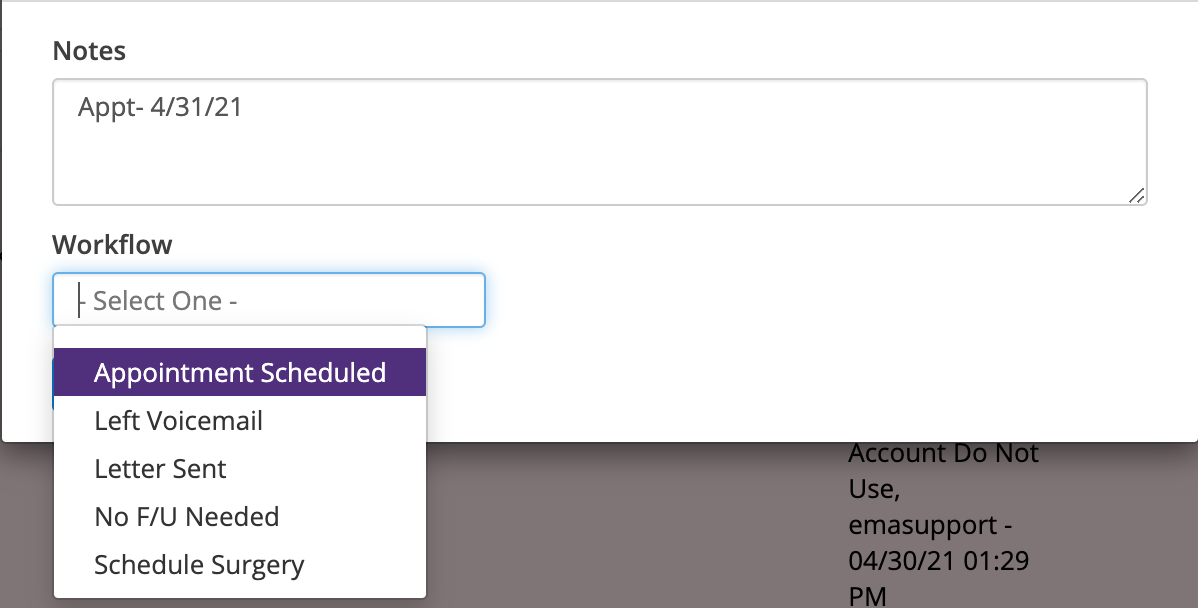 Notes
Appt- 4/31/21
Workflow
- Select One -
Appointment Scheduled
Left Voicemail
Letter Sent
No F/U Needed
Schedule Surgery
Account Do Not
Use,
emasupport -
04/30/21 01:29
PM